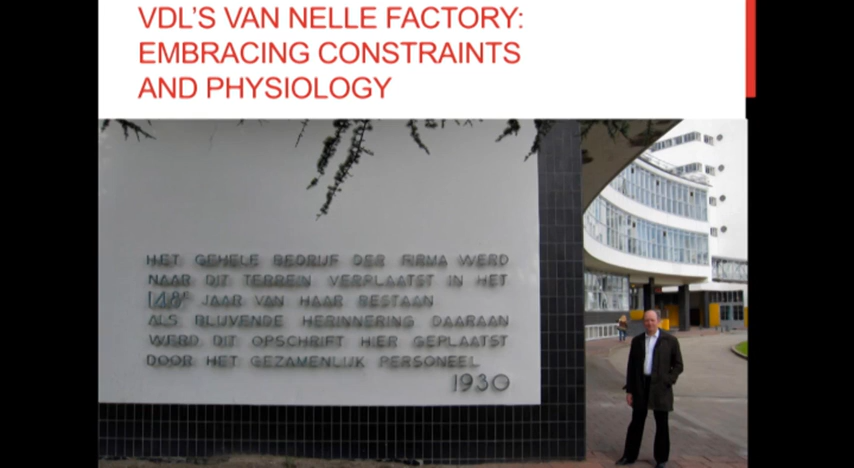 VDL'S VAN NELLE FACTORY:
EMBRACING CONSTRAINTS
AND PHYSIOLOGY
HET GEHELE BEDRIJF DER FIRMA WERD
NAAR DIT TERREIN VERPLAATST IN HET
148E JAAR VAN HAAR BESTAAN
ALS BLIJVENDE HERINNERING DAARAAN
WERD DIT OPSCHRIFT HIER GEPLAATST
DOOR HET GEZAMENLIJK PERSONEEL
1930